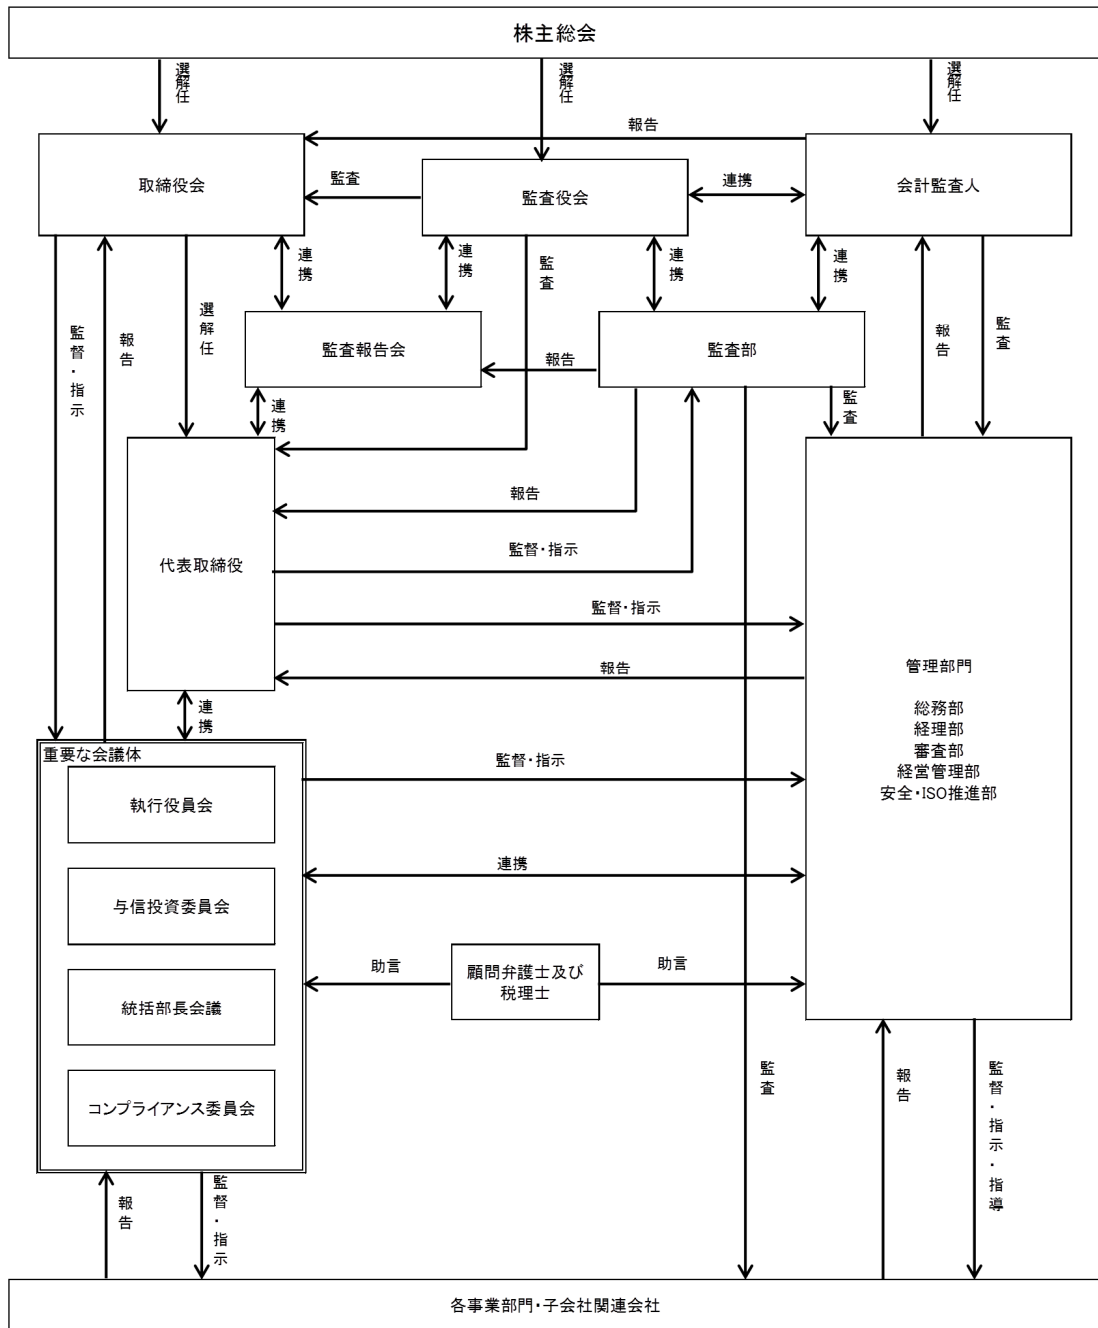 株主総会
選解任
選解任
選解任
取締役会
監査
監査役会
報告
連携
会計監査人
監督・指示
報告
選解任
連携
連携
監査
連携
連携
報告
監査
監査報告会
報告
監査部
連携
監査
代表取締役
報告
監督・指示
監督・指示
報告
連携
管理部門
総務部
経理部
審査部
経営管理部
安全・ISO推進部
重要な会議体
執行役員会
与信投資委員会
統括部長会議
コンプライアンス委員会
監督・指示
連携
助言
顧問弁護士及び
税理士
助言
監査
報告
監督・指示・指導
報告
監督・指示
各事業部門・子会社関連会社